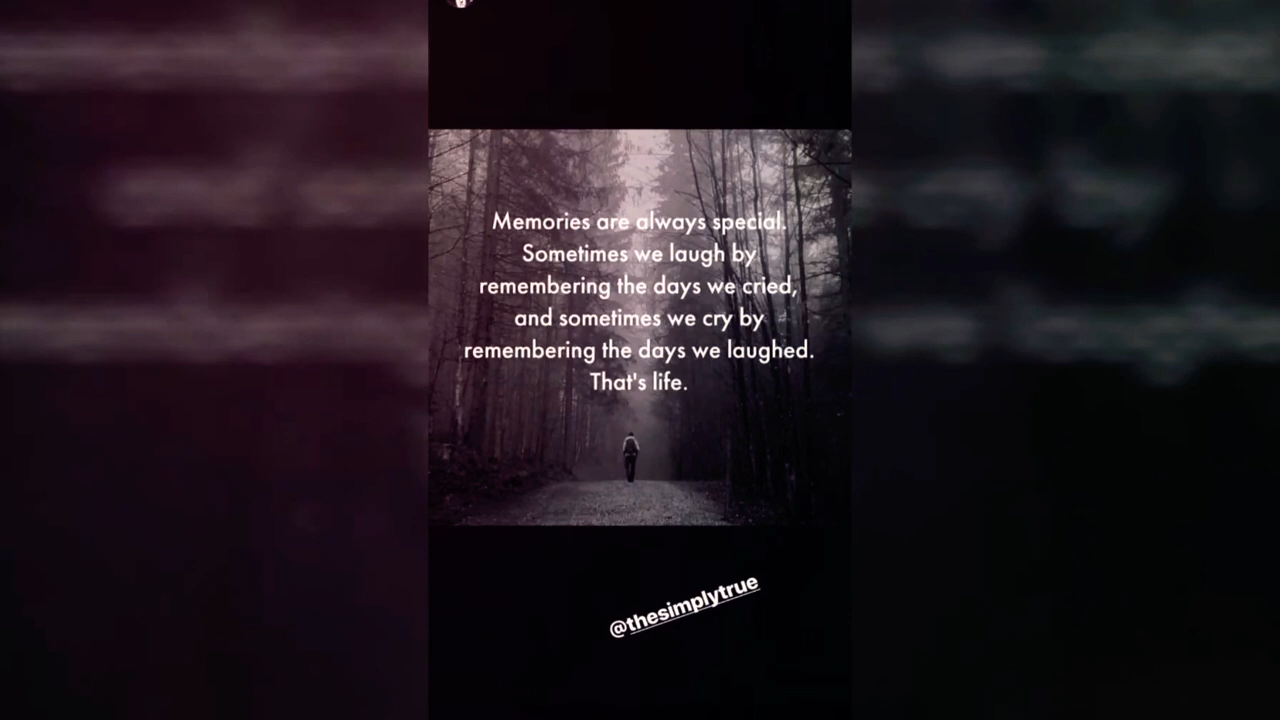 Memories are always special.
Sometimes we laugh by
remembering the days we cried,
and sometimes we cry by
remembering the days we laughed.
That's life.
@thesimplytrue